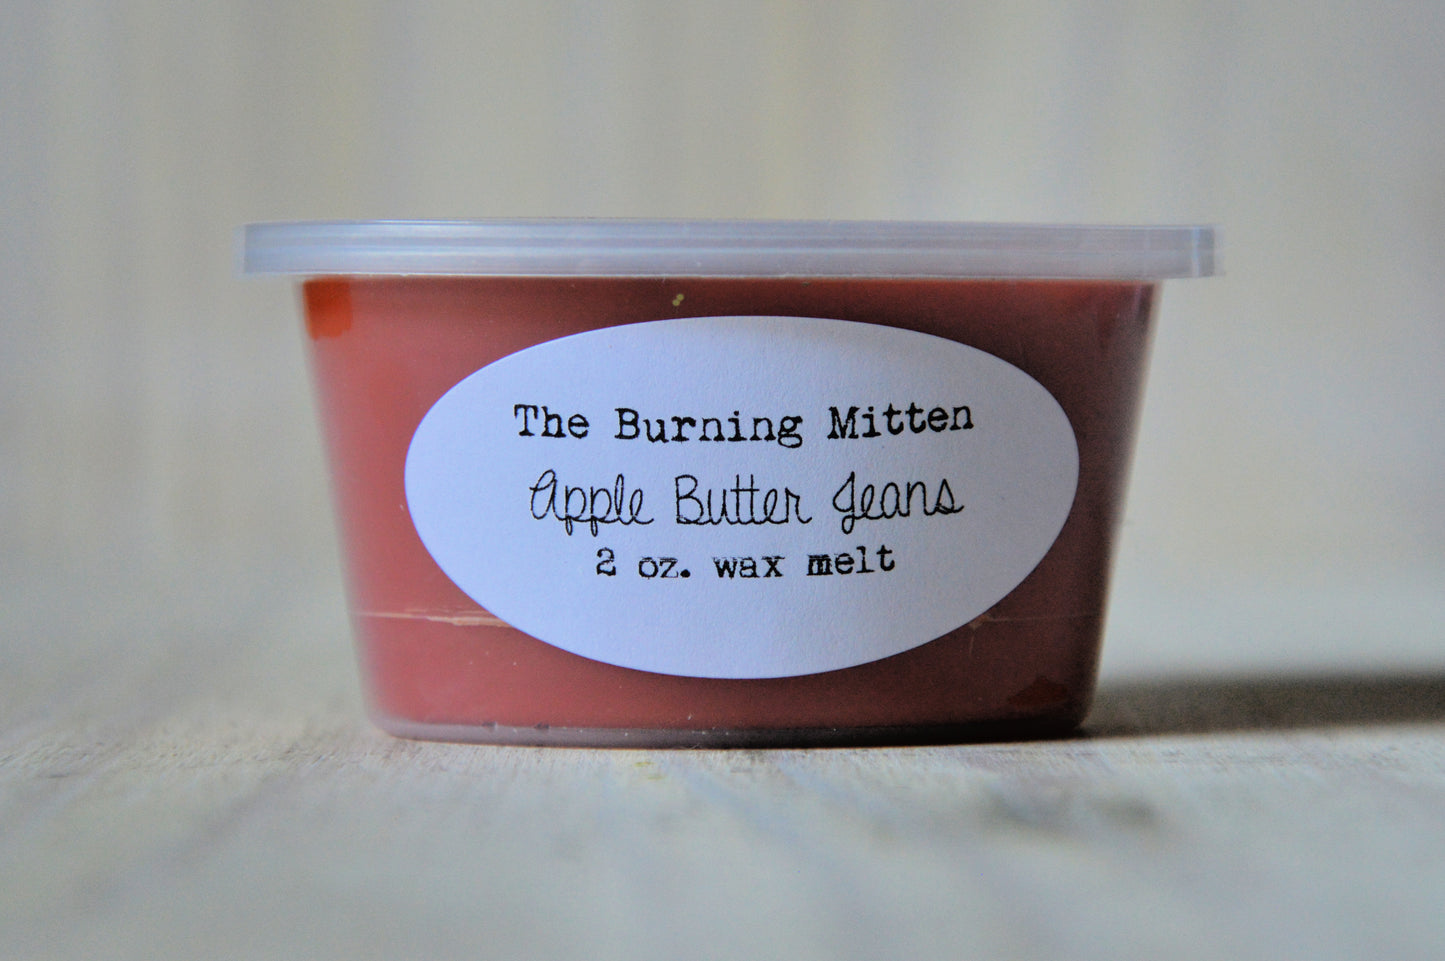 The Burning Mitten
Apple Butter Jeans
2 oz. wax melt